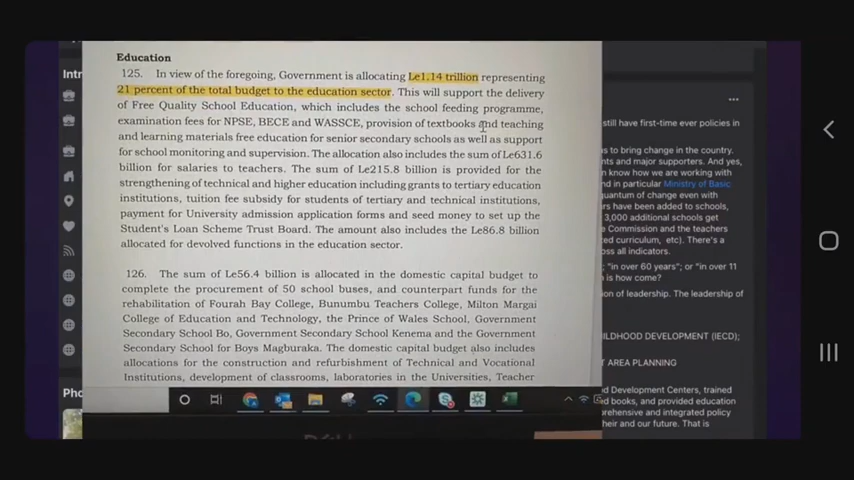 Education
125. In view of the foregoing, Government is allocating Le1.14 trillion representing
21 percent of the total budget to the education sector. This will support the delivery
of Free Quality School Education, which includes the school feeding programme,
examination fees for NPSE, BECE and WASSCE, provision of textbooks and teaching
and learning materials free education for senior secondary schools as well as support
for school monitoring and supervision. The allocation also includes the sum of Le631.6
billion for salaries to teachers. The sum of Le215.8 billion is provided for the
strengthening of technical and higher education including grants to tertiary education
institutions, tuition fee subsidy for students of tertiary and technical institutions,
payment for University admission application forms and seed money to set up the
Student's Loan Scheme Trust Board. The amount also includes the Le86.8 billion
allocated for devolved functions in the education sector.
126. The sum of Le56.4 billion is allocated in the domestic capital budget to
complete the procurement of 50 school buses, and counterpart funds for the
rehabilitation of Fourah Bay College, Bunumbu Teachers College, Milton Margai
College of Education and Technology, the Prince of Wales School, Government
Secondary School Bo, Government Secondary School Kenema and the Government
Secondary School for Boys Magburaka. The domestic capital budget also includes
allocations for the construction and refurbishment of Technical and Vocational
Institutions, development of classrooms, laboratories in the Universities, Teacher
Intr
Pho
still have first-time ever policies in
s to bring change in the country.
nts and major supporters. And yes,
n know how we are working with
nd in particular Ministry of Basic
quantum of change even with
rs have been added to schools,
3,000 additional schools get
e Commission and the teachers
ted curriculum, etc). There's a
oss all indicators.
; "in over 60 years"; or "in over 11
is how come?
ion of leadership. The leadership of
HILDHOOD DEVELOPMENT (IECD);
T AREA PLANNING
d Development Centers, trained
ed books, and provided education
prehensive and integrated policy
heir and our future. That is